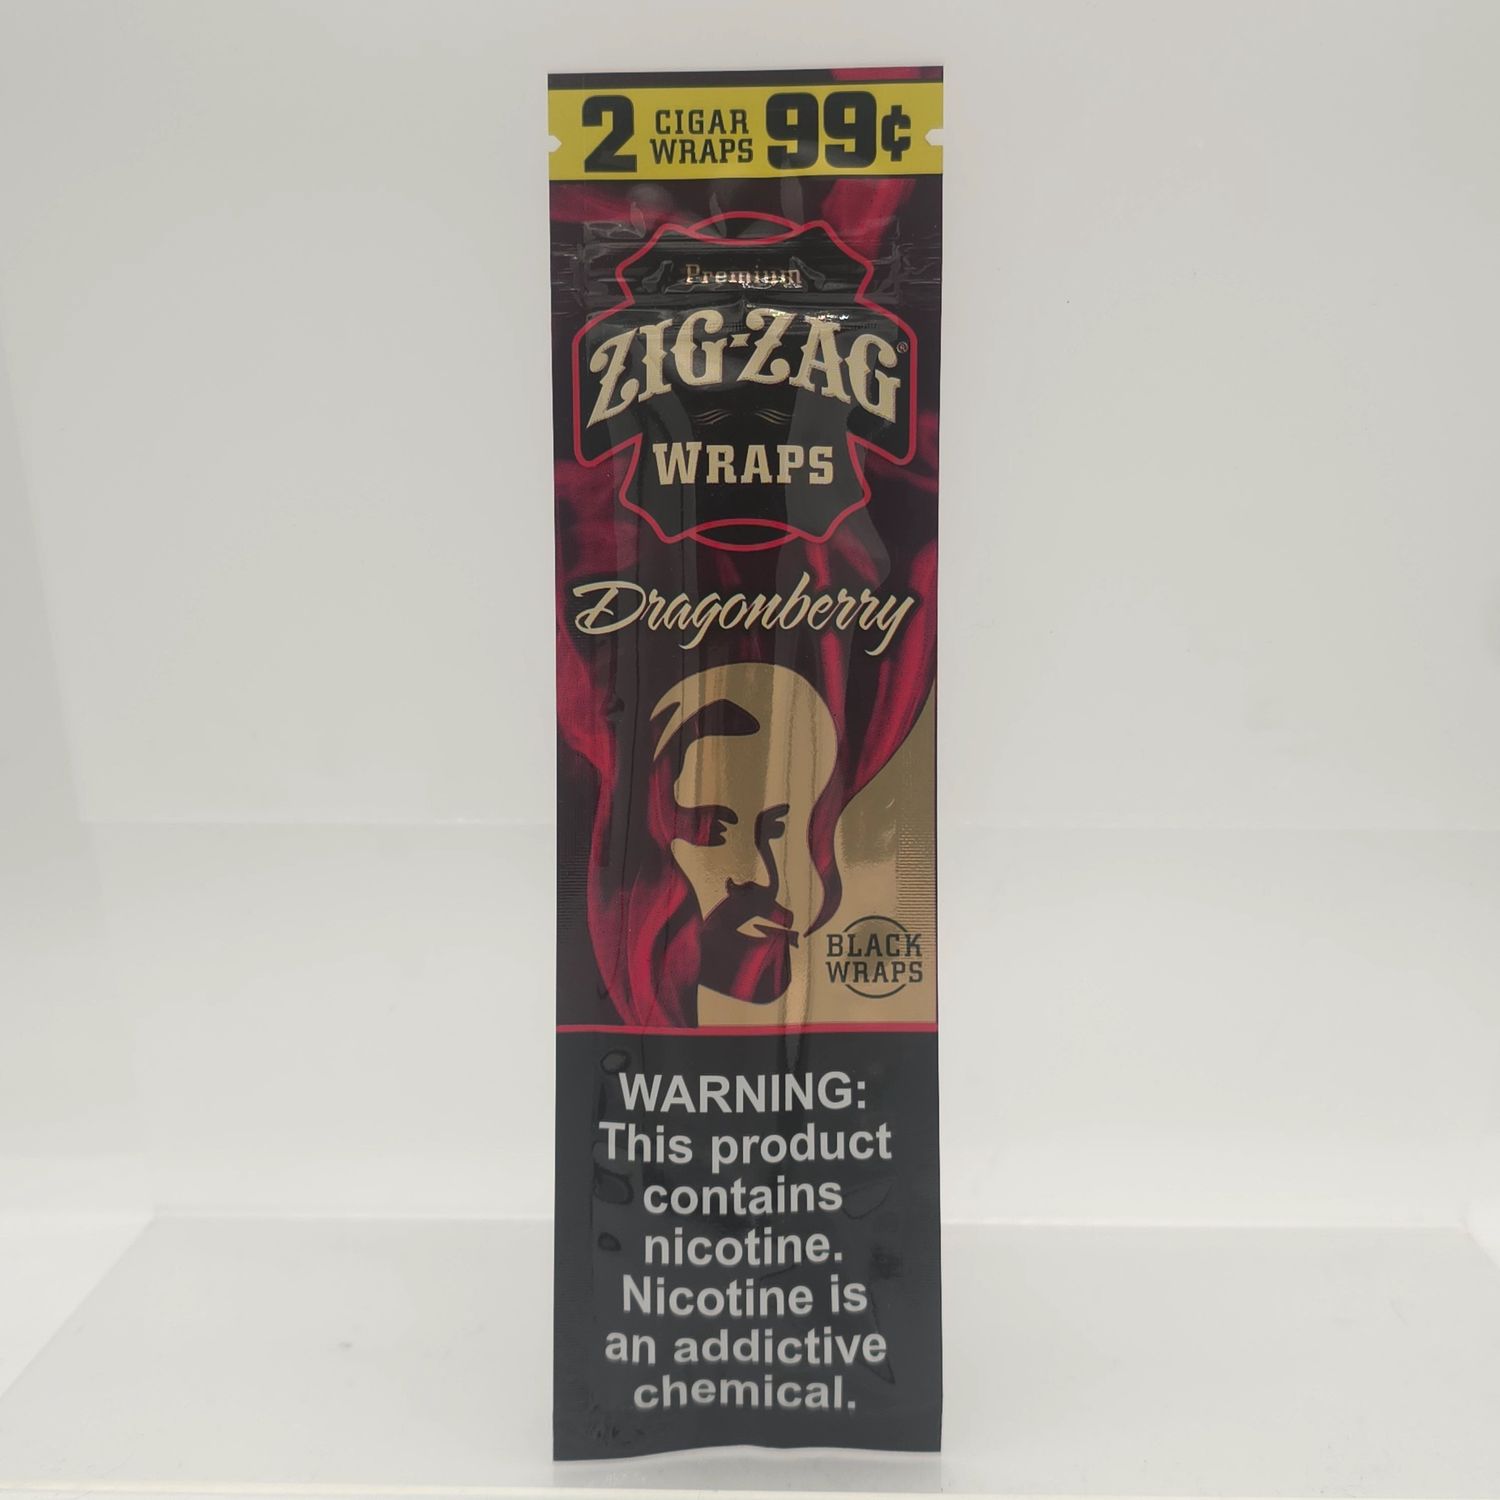 2 CIGAR WRAPS 99¢
Premium
ZIG-ZAG®
WRAPS
Dragonberry
BLACK
WRAPS
WARNING:
This product
contains
nicotine.
Nicotine is
an addictive
chemical.